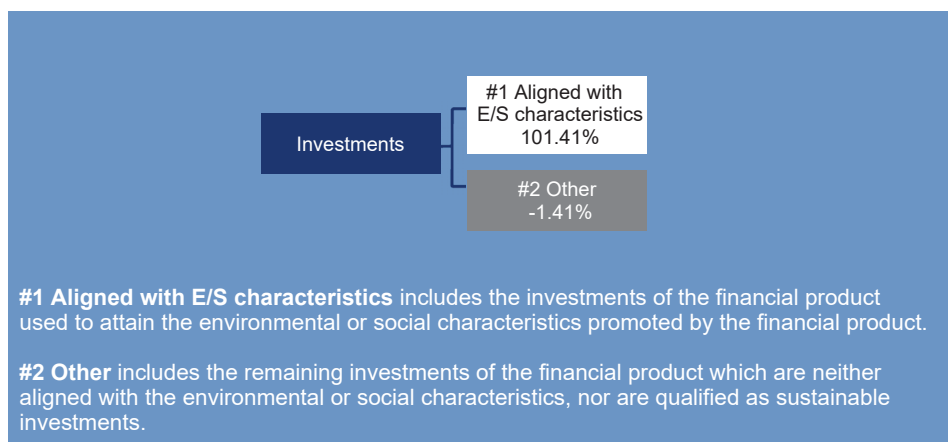 Investments
#1 Aligned with
E/S characteristics
101.41%
#2 Other
-1.41%
#1 Aligned with E/S characteristics includes the investments of the financial product
used to attain the environmental or social characteristics promoted by the financial product.
#2 Other includes the remaining investments of the financial product which are neither
aligned with the environmental or social characteristics, nor are qualified as sustainable
investments.